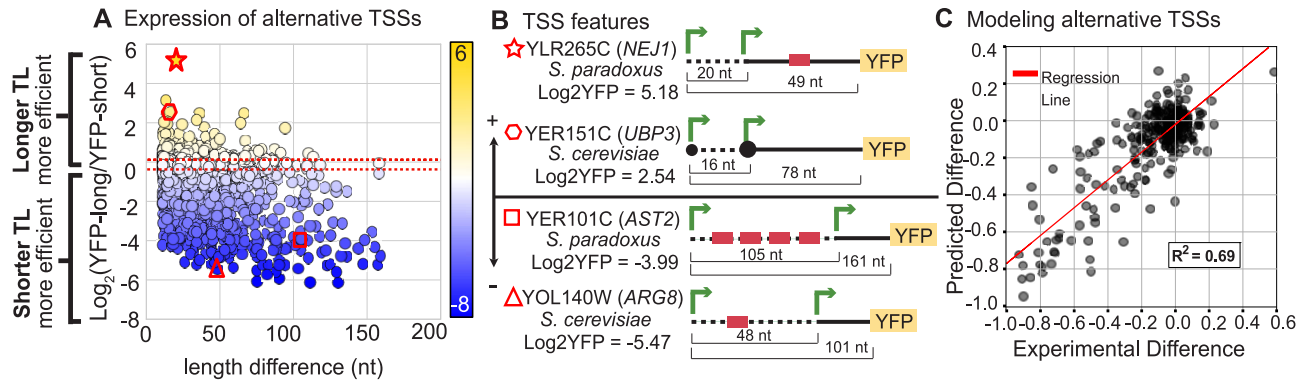 A Expression of alternative TSSs
Longer TL
more efficient
Shorter TL
more efficient
Log2(YFP-long/YFP-short)
6
4
2
0
-2
-4
-6
-8
0 50 100 150 200
length difference (nt)
6
-8
B TSS features
+
-
YLR265C (NEJ1)
S. paradoxus
Log2YFP = 5.18
20 nt
49 nt
YFP
YER151C (UBP3)
S. cerevisiae
Log2YFP = 2.54
16 nt
78 nt
YFP
YER101C (AST2)
S. paradoxus
Log2YFP = -3.99
105 nt
161 nt
YFP
YOL140W (ARG8)
S. cerevisiae
Log2YFP = -5.47
48 nt
101 nt
YFP
C Modeling alternative TSSs
Predicted Difference
0.4
0.2
0.0
-0.2
-0.4
-0.6
-0.8
-1.0
Regression
Line
R2 = 0.69
-1.0 -0.8 -0.6 -0.4 -0.2 0.0 0.2 0.4 0.6
Experimental Difference